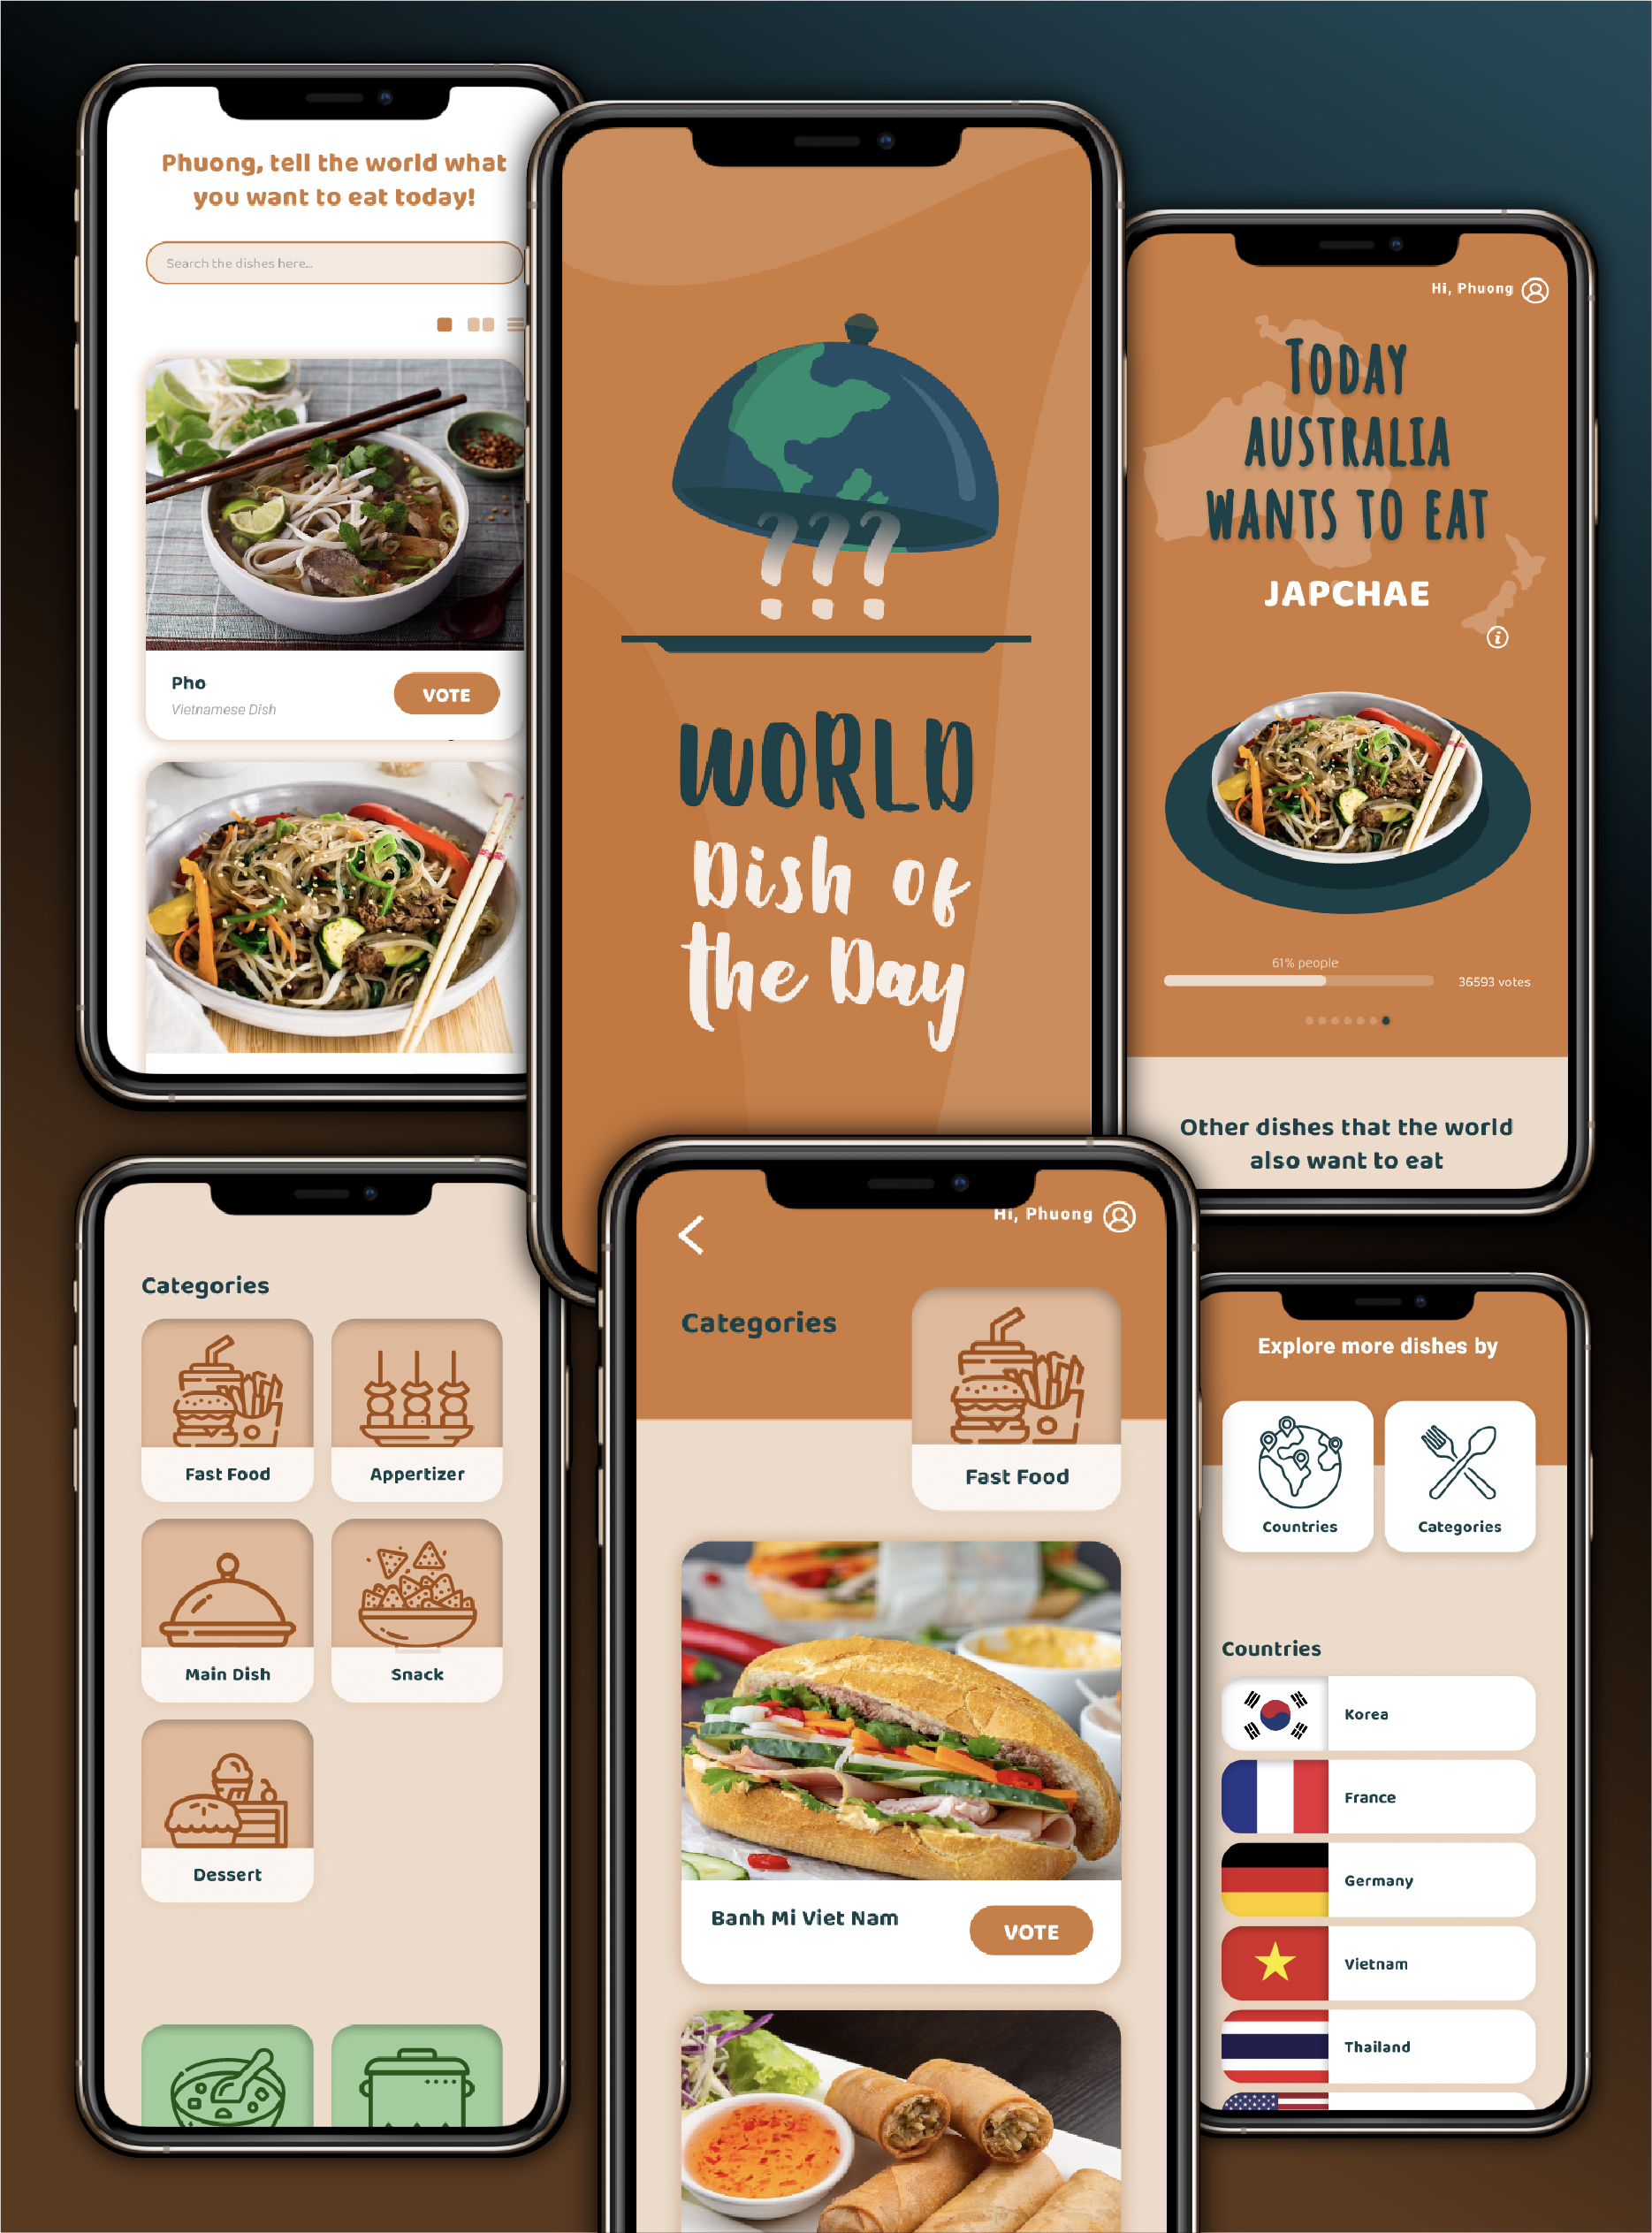 Phuong, tell the world what
you want to eat today!
Search the dishes here...
Pho
Vietnamese Dish
VOTE
???
WORLD
Dish of
the Day
Hi, Phuong
TODAY
AUSTRALIA
WANTS TO EAT
JAPCHAE
i
61% people
36593 votes
Other dishes that the world
also want to eat
Categories
Fast Food
Appertizer
Main Dish
Snack
Dessert
Hi, Phuong
Categories
Fast Food
Banh Mi Viet Nam
VOTE
Explore more dishes by
Countries
Categories
Countries
Korea
France
Germany
Vietnam
Thailand